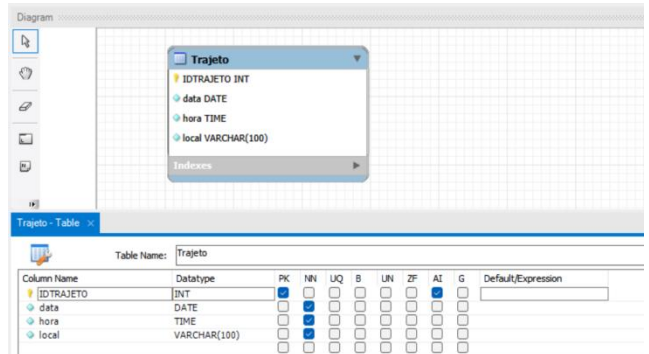 Diagram
Trajeto
IDTRAJETO INT
data DATE
hora TIME
local VARCHAR(100)
Indexes
Trajeto - Table
Table Name: Trajeto
Column Name Datatype PK NN UQ B UN ZF AI G Default/Expression
IDTRAJETO INT
data DATE
hora TIME
local VARCHAR(100)